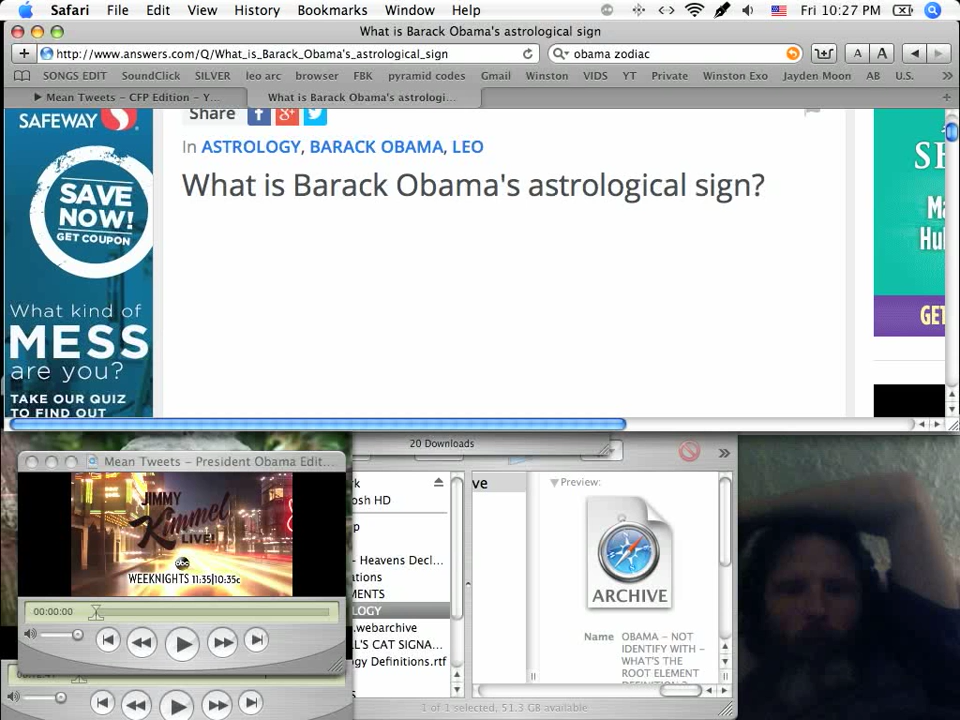 Safari File Edit View History Bookmarks Window Help Fri 10:27 PM
What is Barack Obama's astrological sign
http://www.answers.com/Q/What_is_Barack_Obama's_astrological_sign
obama zodiac
A A
SONGS EDIT SoundClick SILVER leo arc browser FBK pyramid codes Gmail Winston VIDS YT Private Winston Exo Jayden Moon AB U.S.
Mean Tweets – CFP Edition – Y...
What is Barack Obama's astrologi...
SAFEWAY
SAVE
NOW!
GET COUPON
What kind of
MESS
are you?
TAKE OUR QUIZ
TO FIND OUT
Share f g+
In ASTROLOGY, BARACK OBAMA, LEO
What is Barack Obama's astrological sign?
GET
20 Downloads
Mean Tweets – President Obama Edit...
JIMMY
Kimmel
LIVE!
abc
WEEKNIGHTS 11:35|10:35c
00:00:00
rk
osh HD
p
– Heavens Decl...
ations
MENTS
LOGY
.webarchive
L'S CAT SIGNA...
gy Definitions.rtf
s
ve
Preview:
ARCHIVE
Name OBAMA – NOT
IDENTIFY WITH –
WHAT'S THE
ROOT ELEMENT
1 of 1 selected, 51.3 GB available